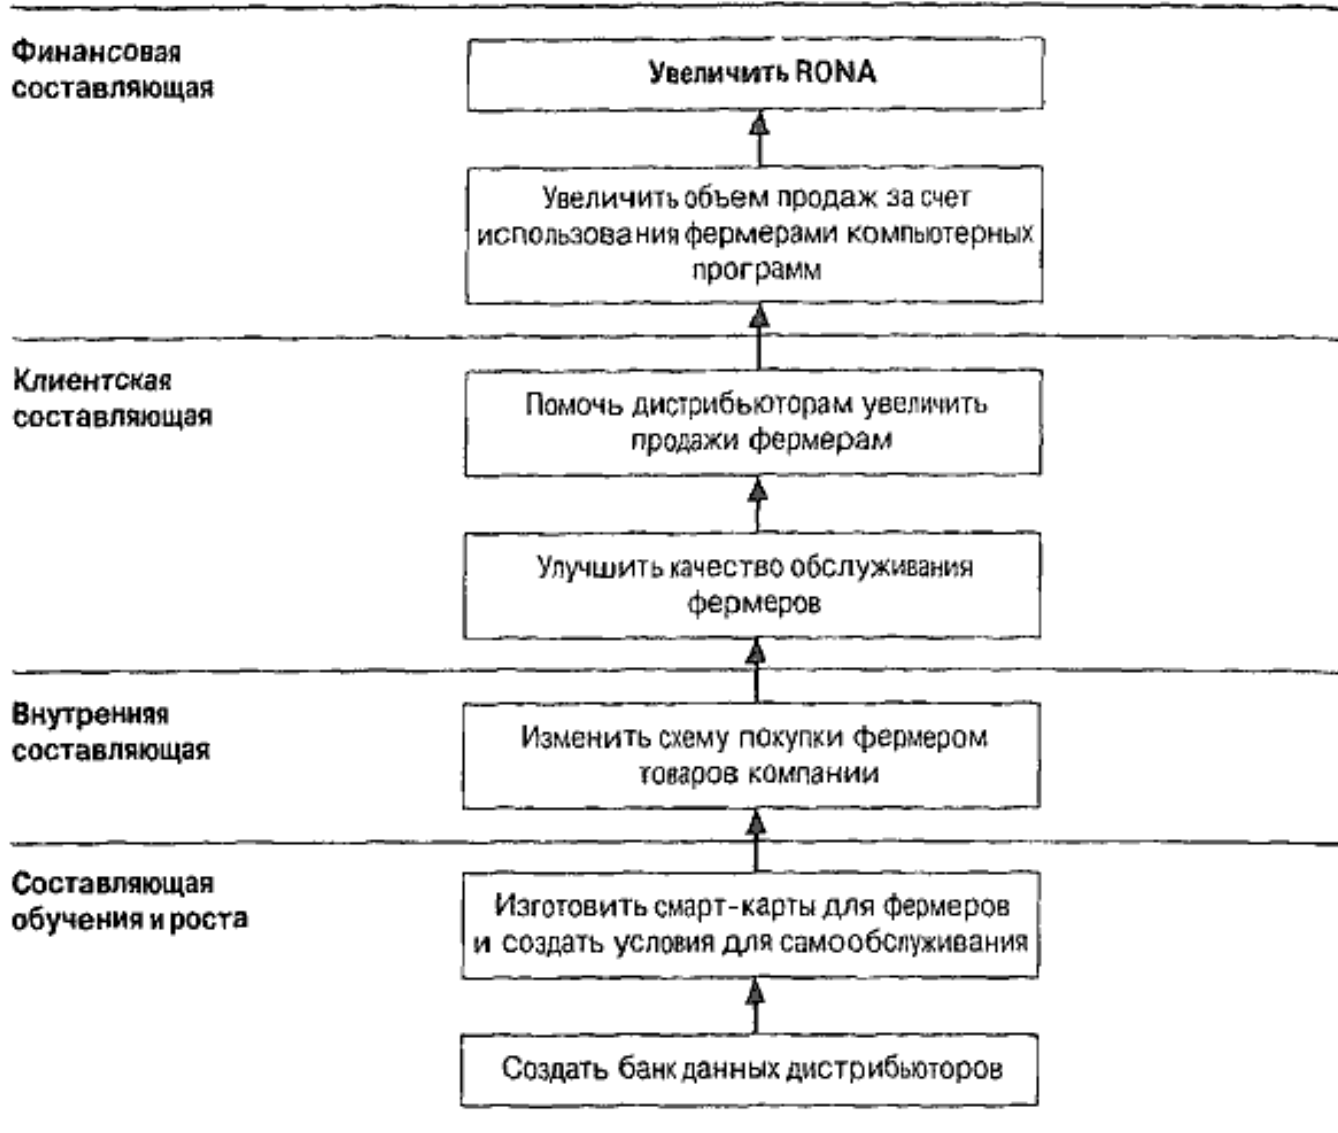 Финансовая
составляющая
Увеличить RONA
Увеличить объем продаж за счет
использования фермерами компьютерных
программ
Клиентская
составляющая
Помочь дистрибьюторам увеличить
продажи фермерам
Улучшить качество обслуживания
фермеров
Внутренняя
составляющая
Изменить схему покупки фермером
товаров компании
Составляющая
обучения и роста
Изготовить смарт-карты для фермеров
и создать условия для самообслуживания
Создать банк данных дистрибьюторов